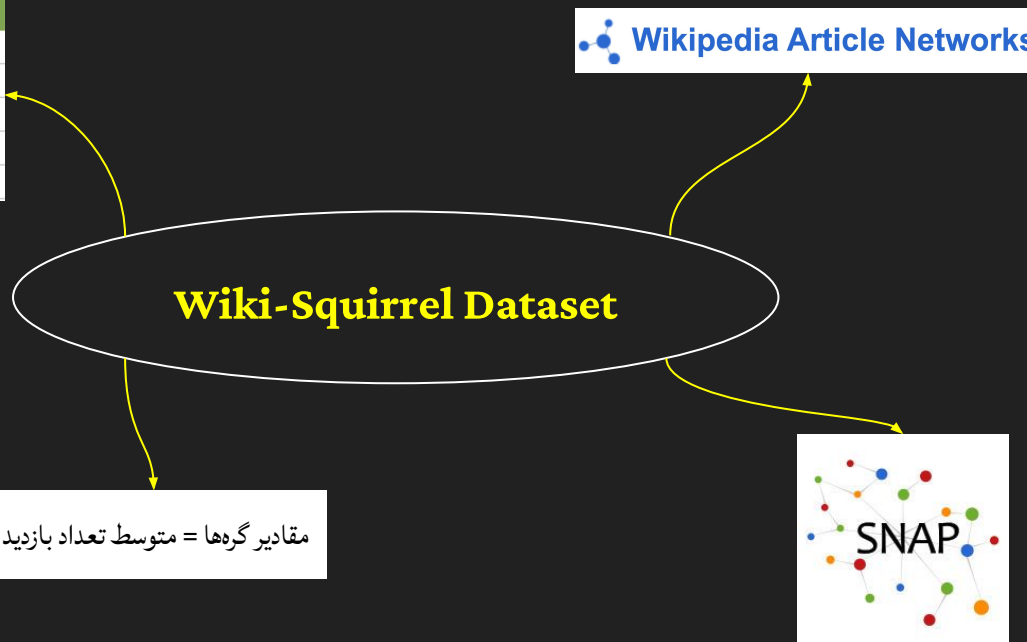 Wikipedia Article Networks
Wiki-Squirrel Dataset
مقادیر گره‌ها = متوسط تعداد بازدید
SNAP